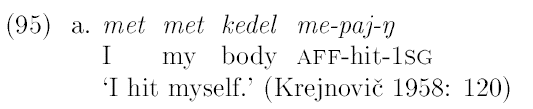 (95) a. met met kedel me-paj-ŋ
I my body AFF-hit-1SG
‘I hit myself.’ (Krejnovič 1958: 120)